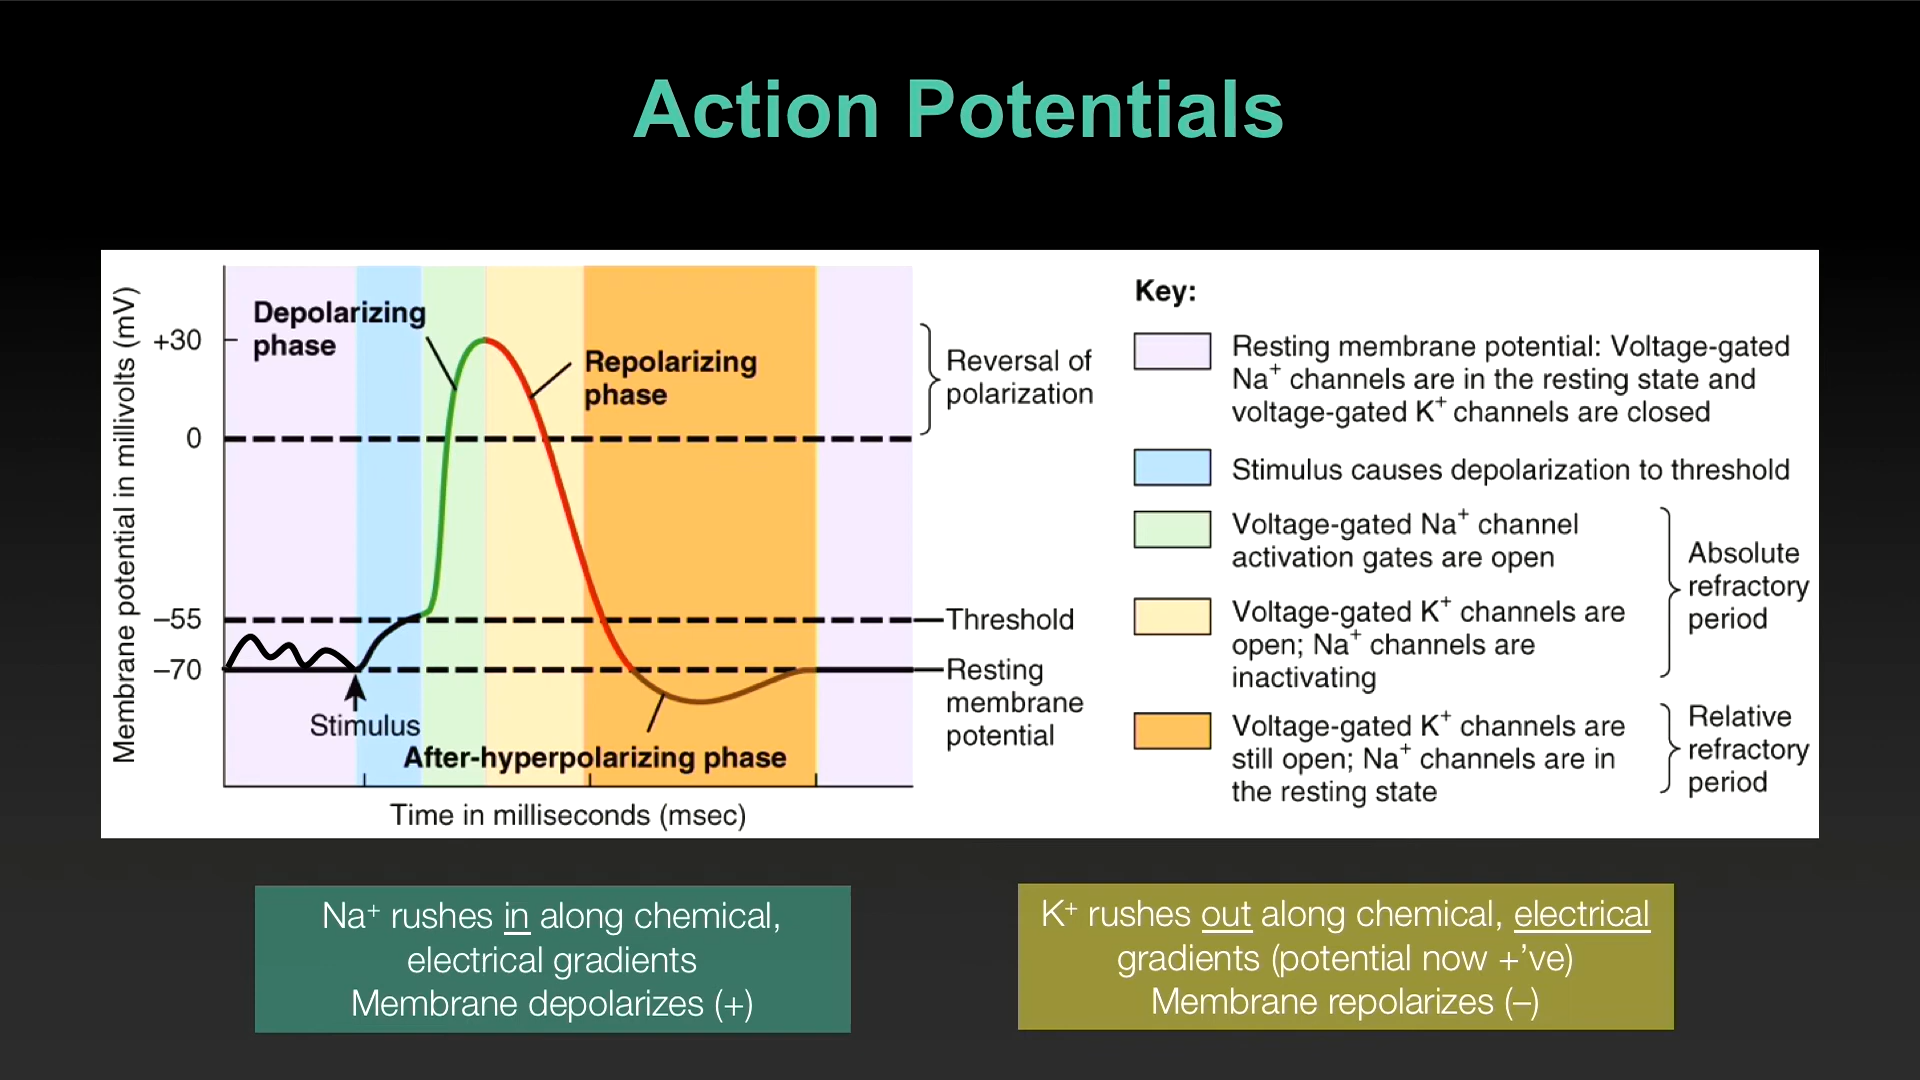 Action Potentials
Membrane potential in millivolts (mV)
+30
0
–55
–70
Depolarizing
phase
Repolarizing
phase
Stimulus
After-hyperpolarizing phase
Time in milliseconds (msec)
Reversal of
polarization
Threshold
Resting
membrane
potential
Key:
Resting membrane potential: Voltage-gated
Na⁺ channels are in the resting state and
voltage-gated K⁺ channels are closed
Stimulus causes depolarization to threshold
Voltage-gated Na⁺ channel
activation gates are open
Voltage-gated K⁺ channels are
open; Na⁺ channels are
inactivating
Absolute
refractory
period
Voltage-gated K⁺ channels are
still open; Na⁺ channels are in
the resting state
Relative
refractory
period
Na⁺ rushes in along chemical,
electrical gradients
Membrane depolarizes (+)
K⁺ rushes out along chemical, electrical
gradients (potential now +’ve)
Membrane repolarizes (–)